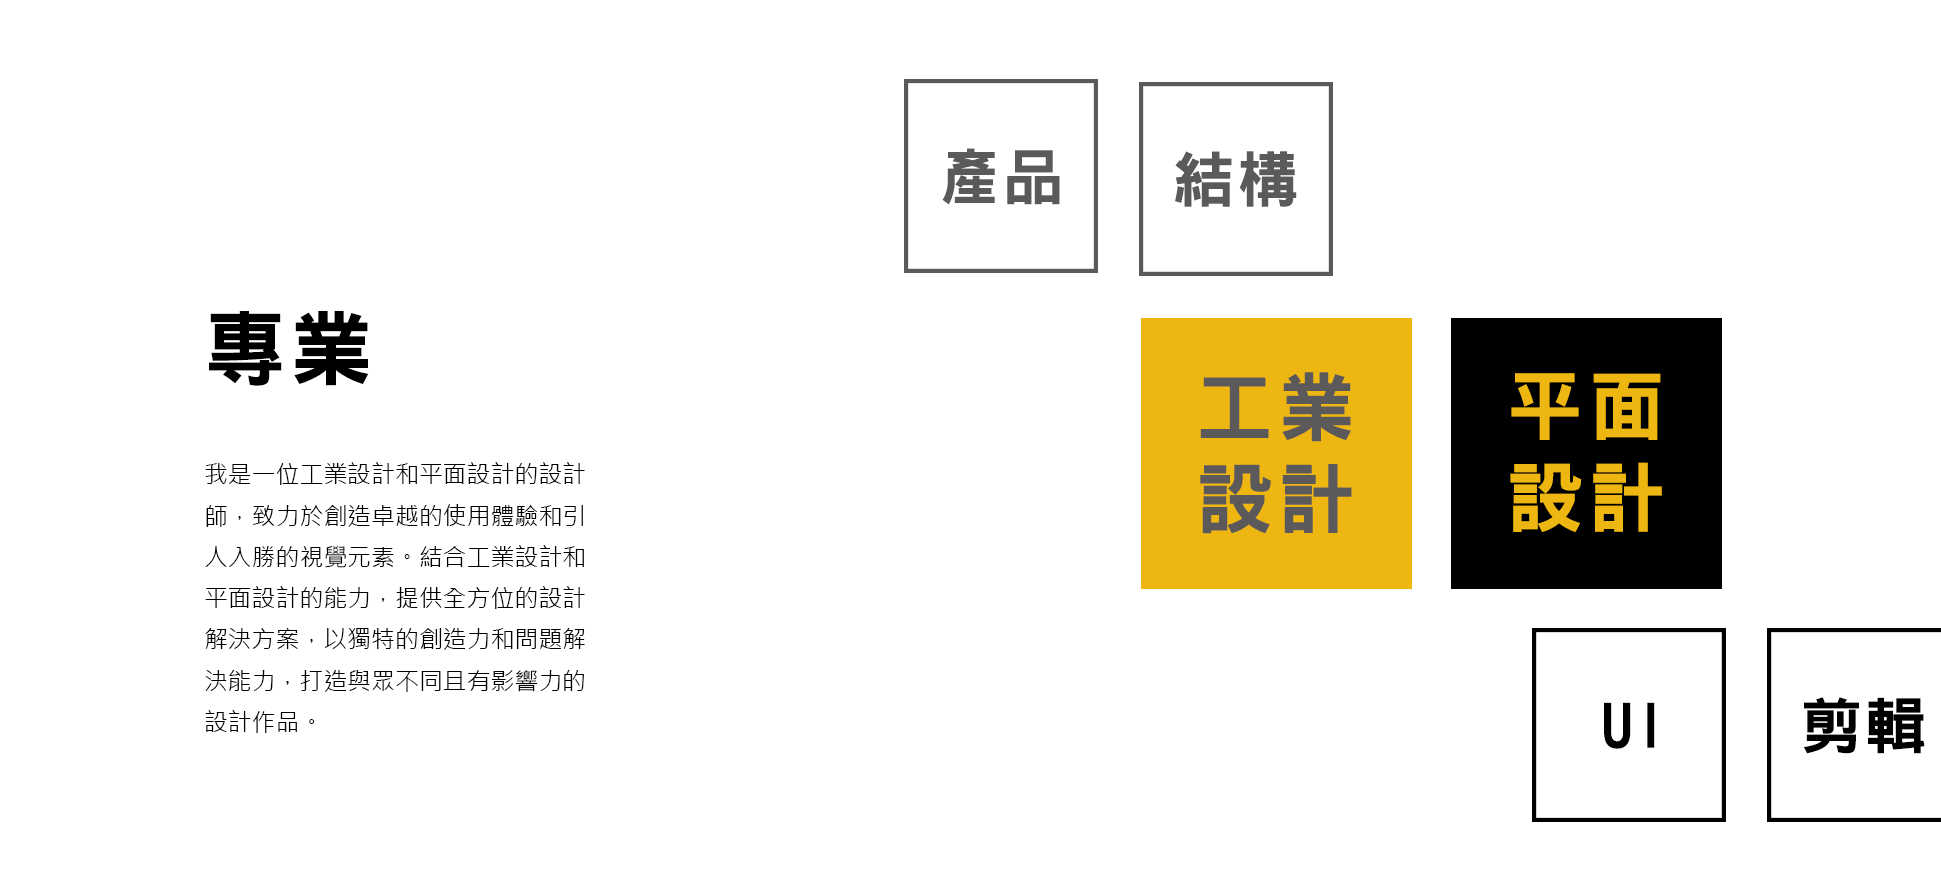 產品
結構
專業
工業
設計
平面
設計
我是一位工業設計和平面設計的設計
師，致力於創造卓越的使用體驗和引
人入勝的視覺元素。結合工業設計和
平面設計的能力，提供全方位的設計
解決方案，以獨特的創造力和問題解
決能力，打造與眾不同且有影響力的
設計作品。
UI
剪輯